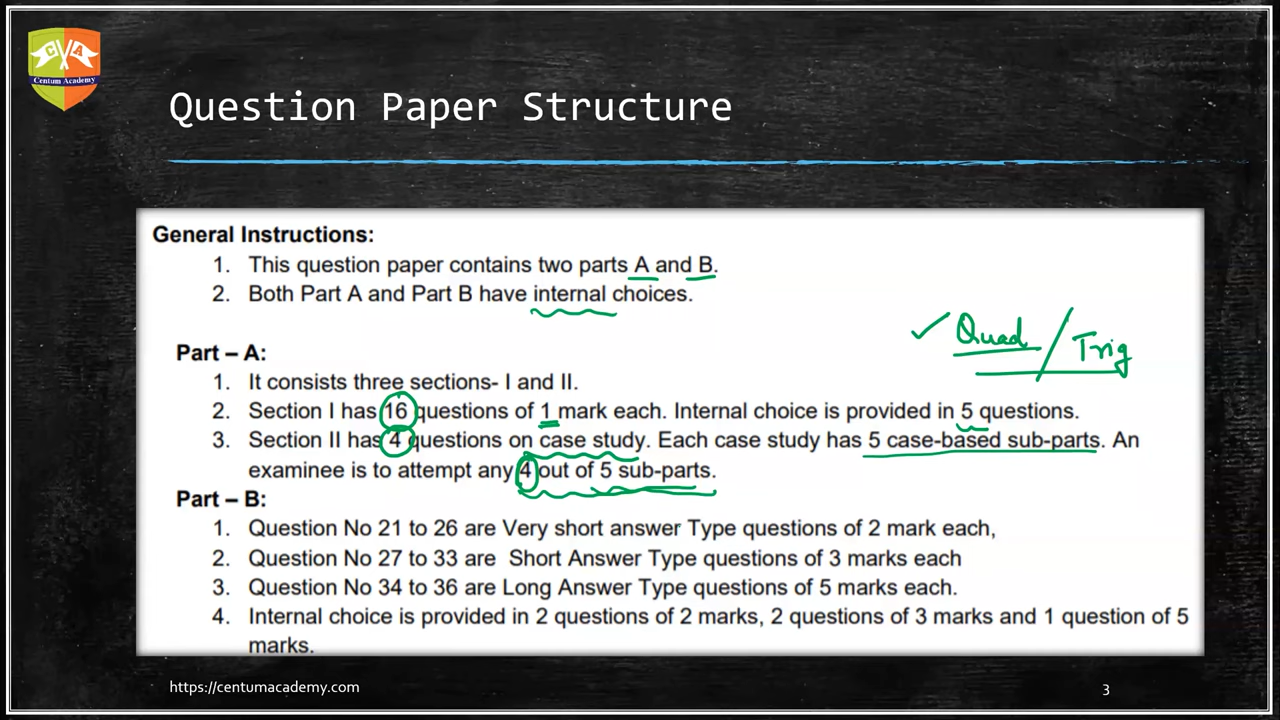 C A
Centum Academy
Question Paper Structure
General Instructions:
1. This question paper contains two parts A and B.
2. Both Part A and Part B have internal choices.
✓ Quad / Trig
Part – A:
1. It consists three sections- I and II.
2. Section I has 16 questions of 1 mark each. Internal choice is provided in 5 questions.
3. Section II has 4 questions on case study. Each case study has 5 case-based sub-parts. An
examinee is to attempt any 4 out of 5 sub-parts.
Part – B:
1. Question No 21 to 26 are Very short answer Type questions of 2 mark each,
2. Question No 27 to 33 are Short Answer Type questions of 3 marks each
3. Question No 34 to 36 are Long Answer Type questions of 5 marks each.
4. Internal choice is provided in 2 questions of 2 marks, 2 questions of 3 marks and 1 question of 5
marks.
https://centumacademy.com
3